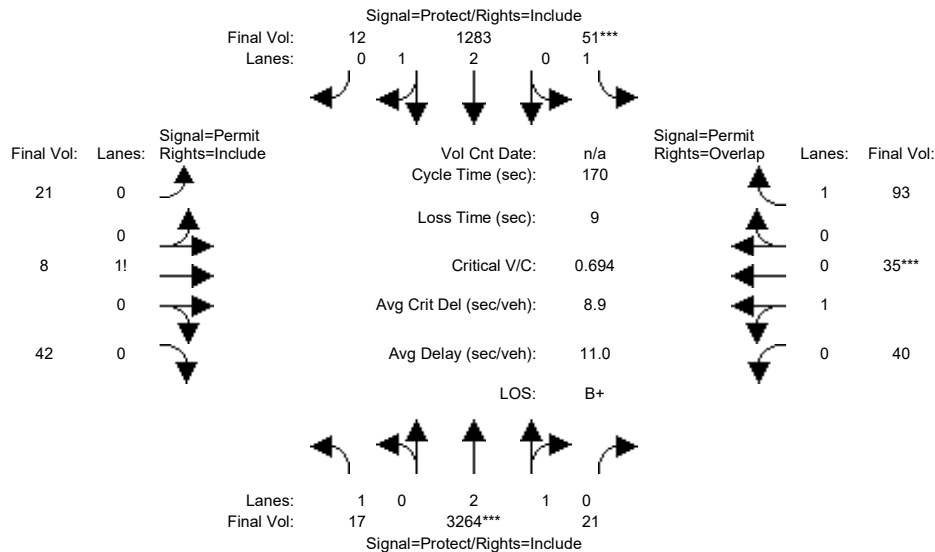 Signal=Protect/Rights=Include
Final Vol: 12 1283 51***
Lanes: 0 1 2 0 1
Signal=Permit
Final Vol: Lanes: Rights=Include
Vol Cnt Date: n/a
Signal=Permit
Rights=Overlap Lanes: Final Vol:
Cycle Time (sec): 170
21 0 1 93
Loss Time (sec): 9
0 0
8 1! Critical V/C: 0.694 0 35***
0 Avg Crit Del (sec/veh): 8.9 1
42 0 Avg Delay (sec/veh): 11.0 0 40
LOS: B+
Lanes: 1 0 2 1 0
Final Vol: 17 3264*** 21
Signal=Protect/Rights=Include